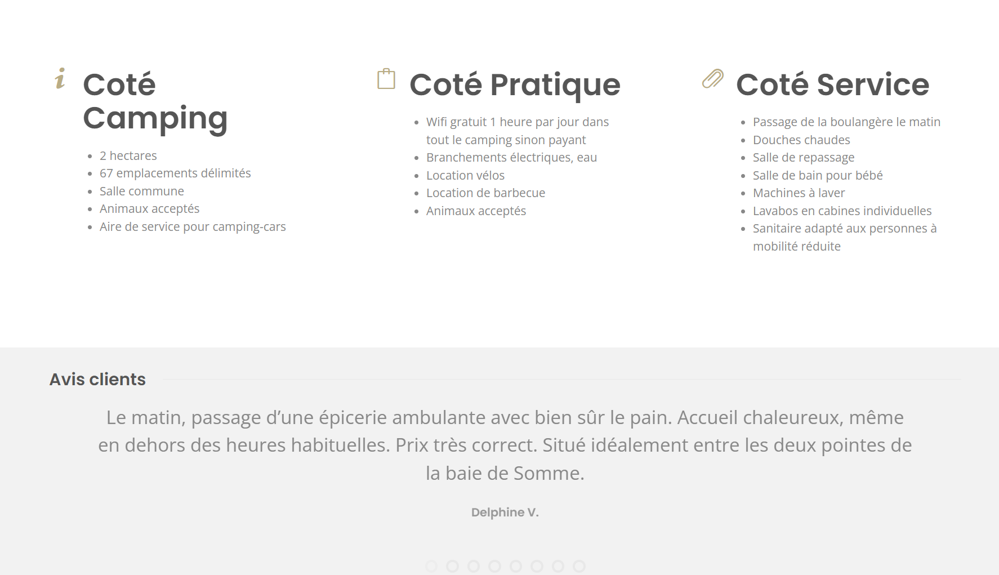 Coté
Camping
2 hectares
67 emplacements délimités
Salle commune
Animaux acceptés
Aire de service pour camping-cars
Coté Pratique
Wifi gratuit 1 heure par jour dans
tout le camping sinon payant
Branchements électriques, eau
Location vélos
Location de barbecue
Animaux acceptés
Coté Service
Passage de la boulangère le matin
Douches chaudes
Salle de repassage
Salle de bain pour bébé
Machines à laver
Lavabos en cabines individuelles
Sanitaire adapté aux personnes à
mobilité réduite
Avis clients
Le matin, passage d’une épicerie ambulante avec bien sûr le pain. Accueil chaleureux, même
en dehors des heures habituelles. Prix très correct. Situé idéalement entre les deux pointes de
la baie de Somme.
Delphine V.